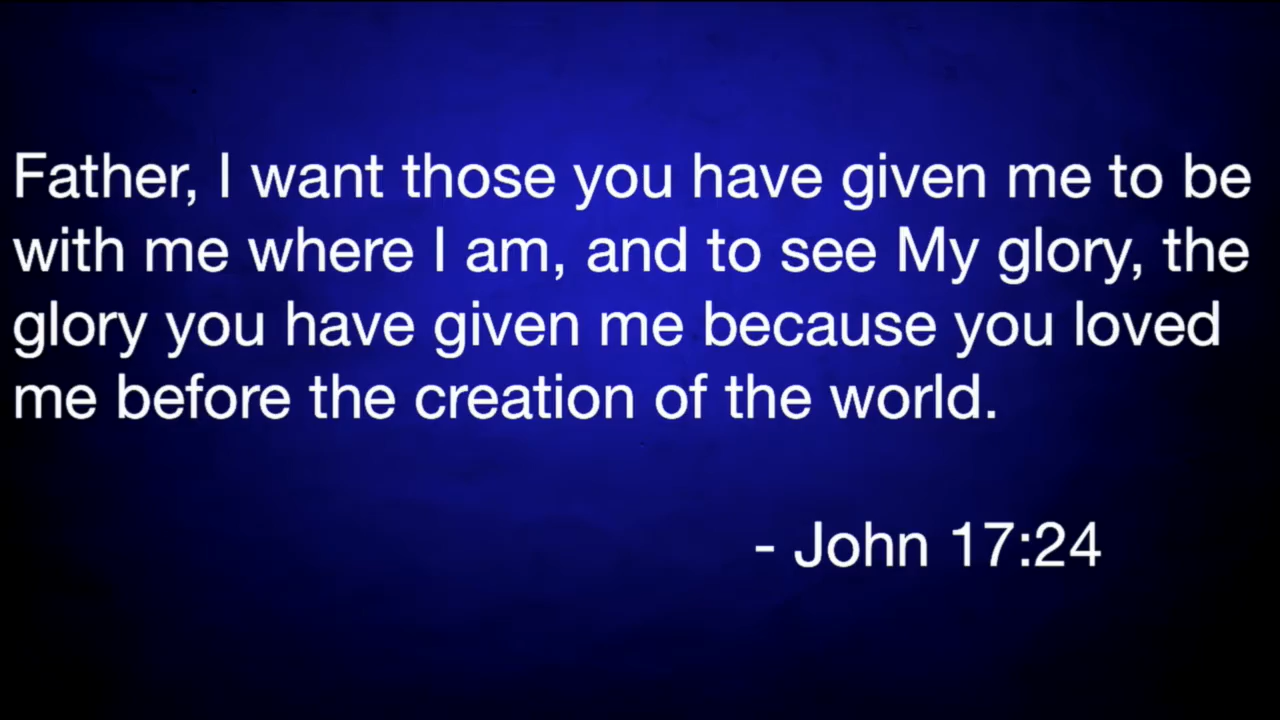 Father, I want those you have given me to be
with me where I am, and to see My glory, the
glory you have given me because you loved
me before the creation of the world.
- John 17:24